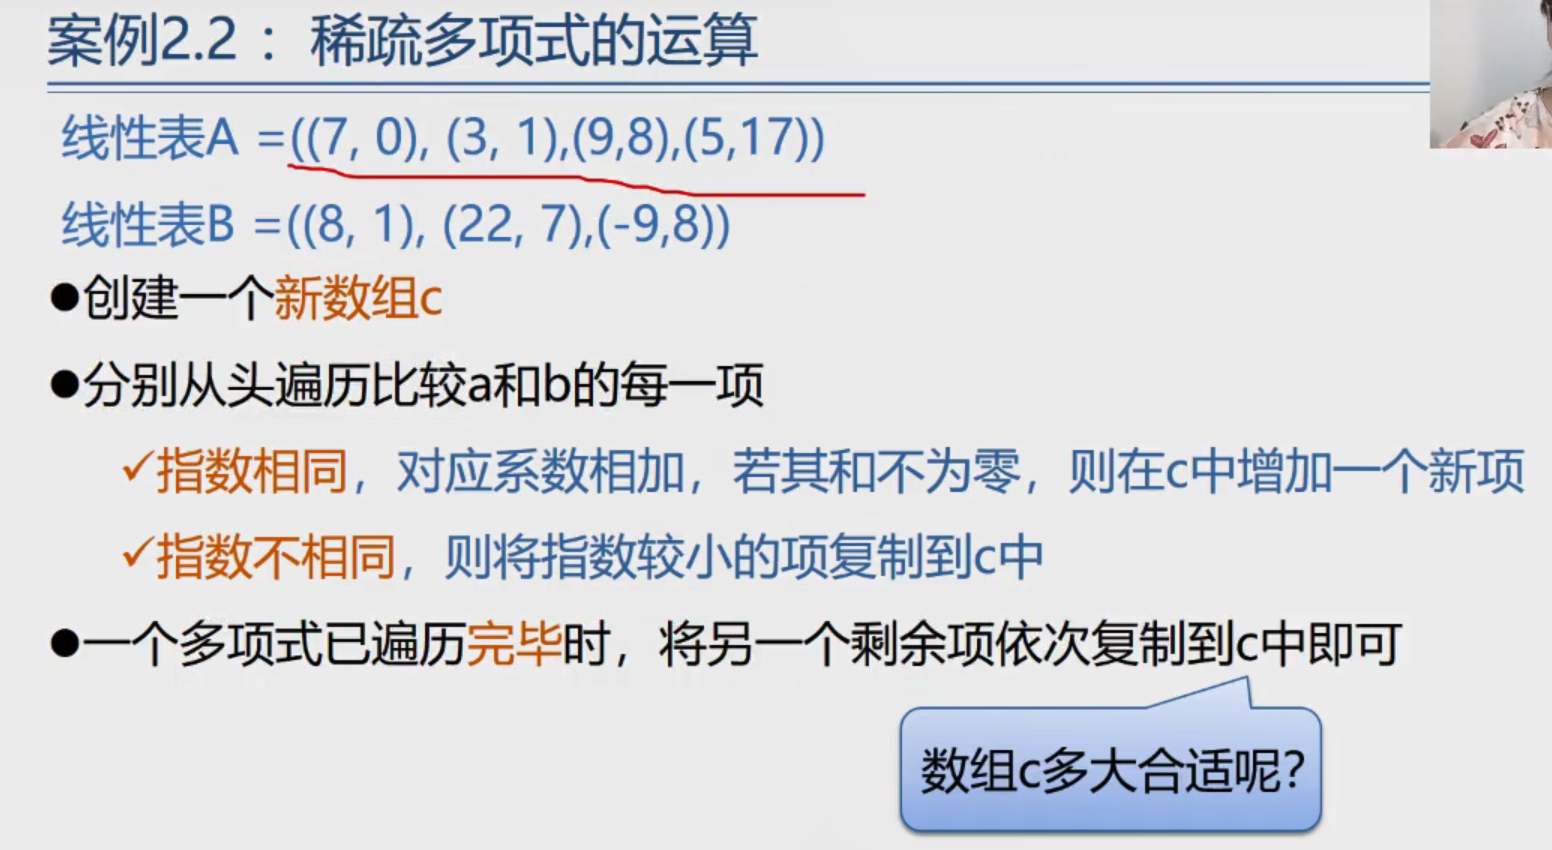 案例2.2：稀疏多项式的运算
线性表A =((7, 0), (3, 1),(9,8),(5,17))
线性表B =((8, 1), (22, 7),(-9,8))
●创建一个新数组c
●分别从头遍历比较a和b的每一项
✓指数相同，对应系数相加，若其和不为零，则在c中增加一个新项
✓指数不相同，则将指数较小的项复制到c中
●一个多项式已遍历完毕时，将另一个剩余项依次复制到c中即可
数组c多大合适呢?